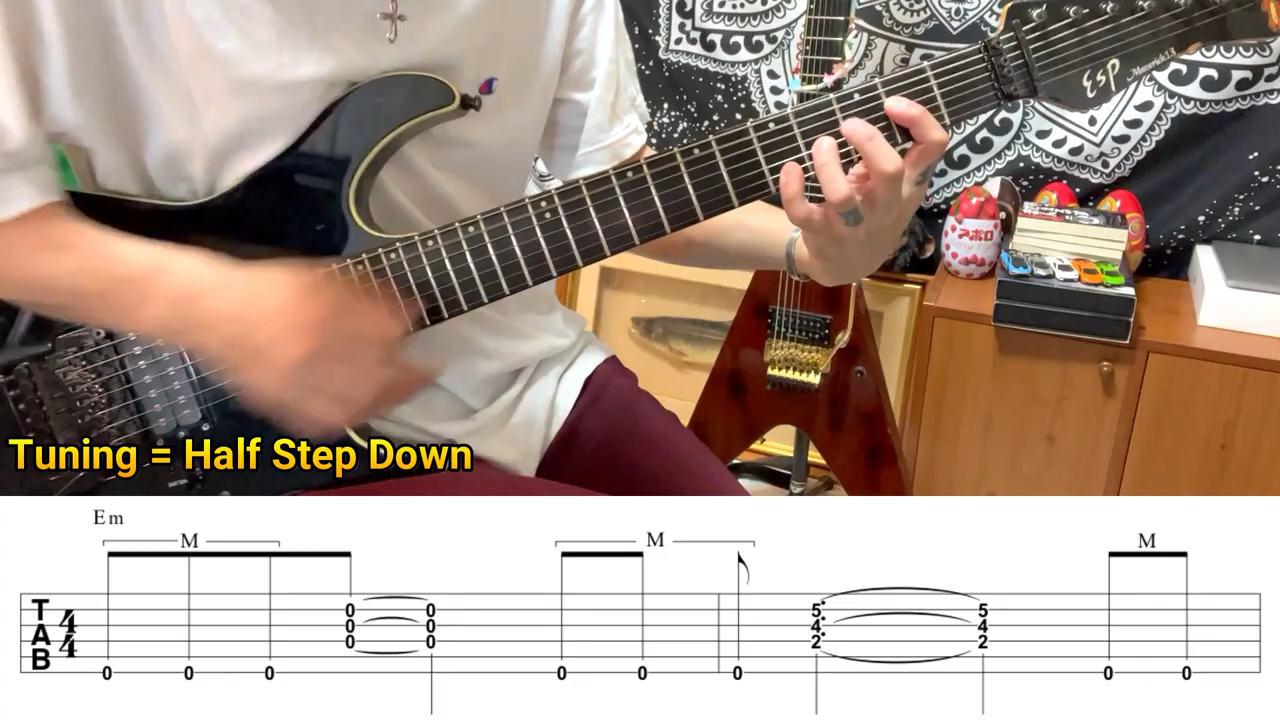 ESP Maverick13
アポロ
Tuning = Half Step Down
Em
M M M
T
A
B
4
4
0 0 5 5
0 0 4 4
0 0 2 2
0 0 0 0 0 0 0 0